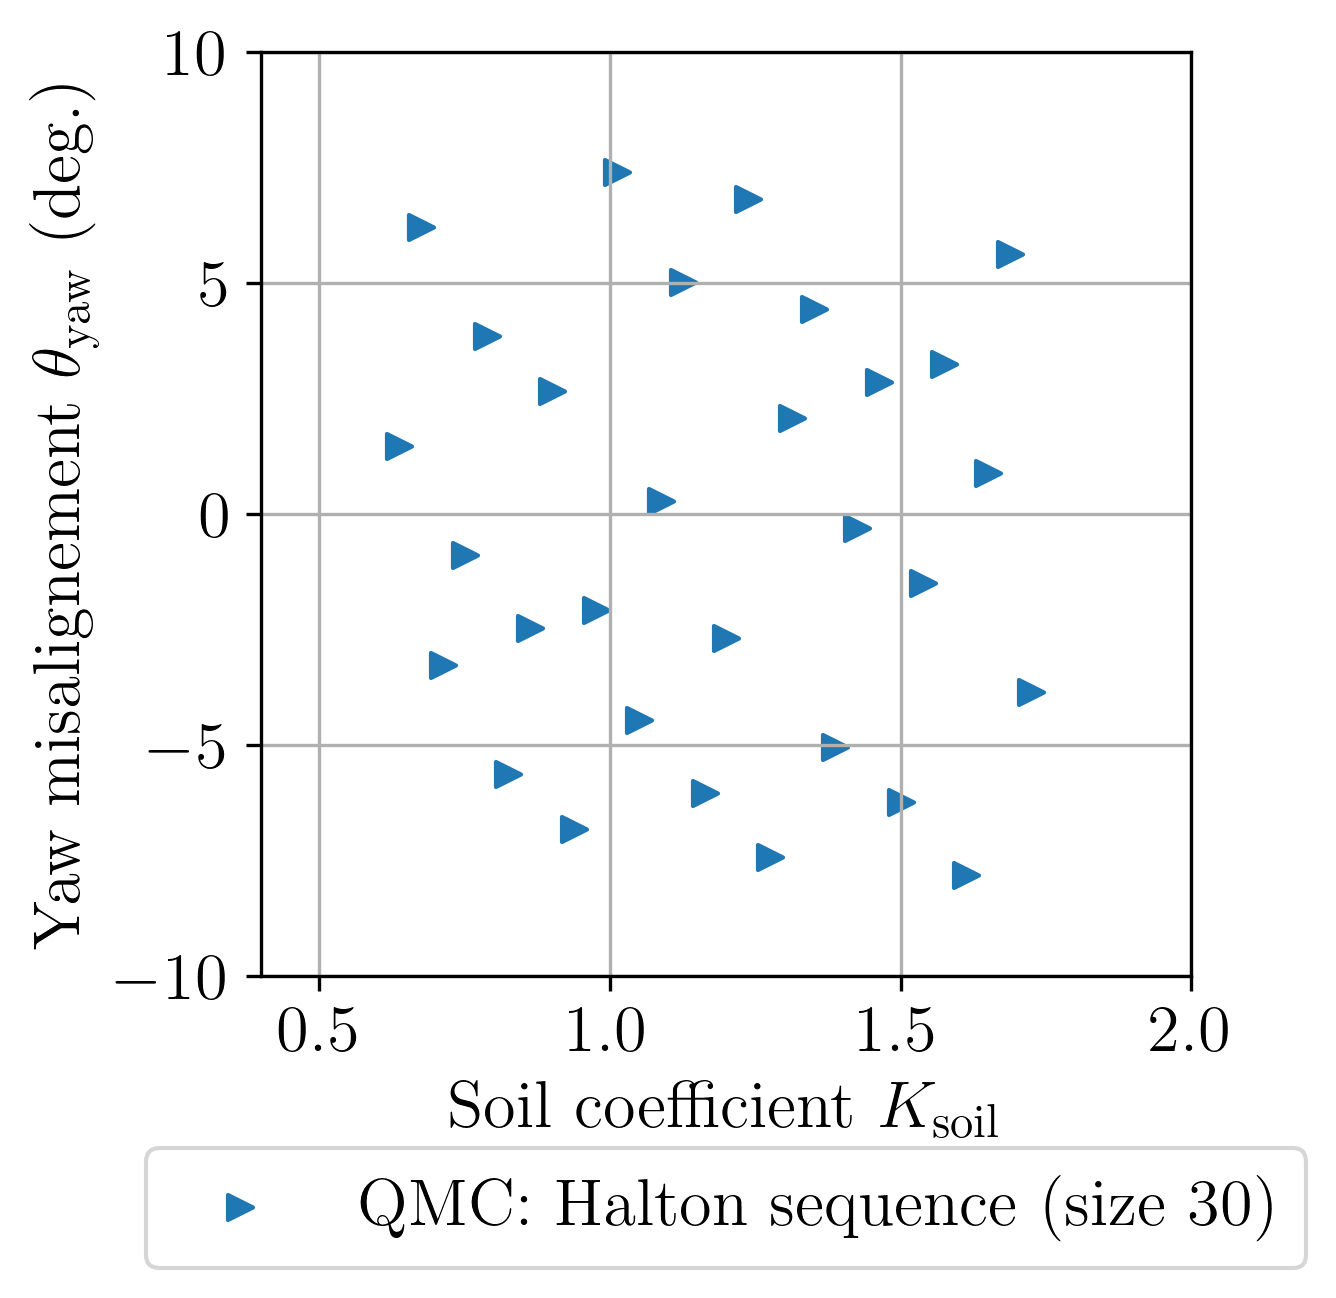 10
5
0
−5
−10
Yaw misalignement θyaw (deg.)
0.5 1.0 1.5 2.0
Soil coefficient Ksoil
QMC: Halton sequence (size 30)